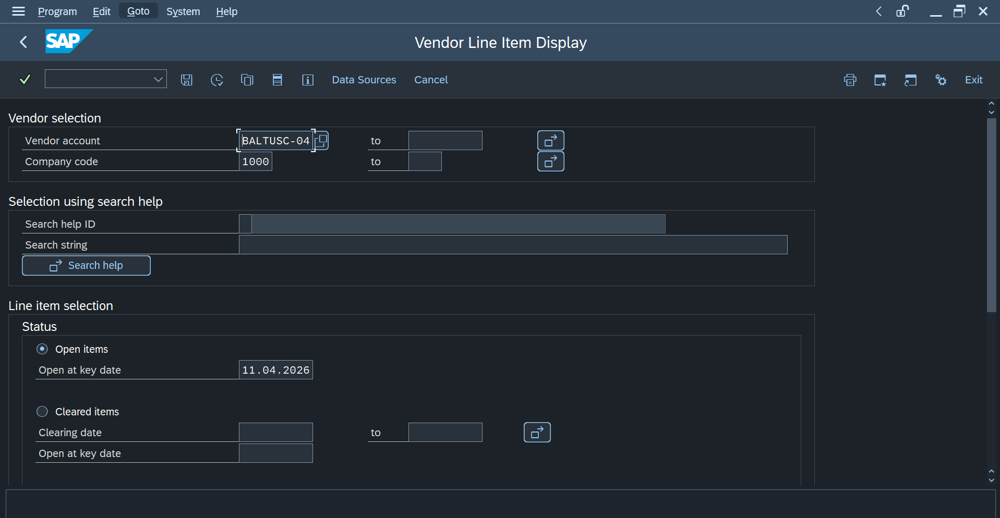 Program Edit Goto System Help
SAP Vendor Line Item Display
Data Sources Cancel Exit
Vendor selection
Vendor account BALTUSC-04 to
Company code 1000 to
Selection using search help
Search help ID
Search string
Search help
Line item selection
Status
Open items
Open at key date 11.04.2026
Cleared items
Clearing date to
Open at key date